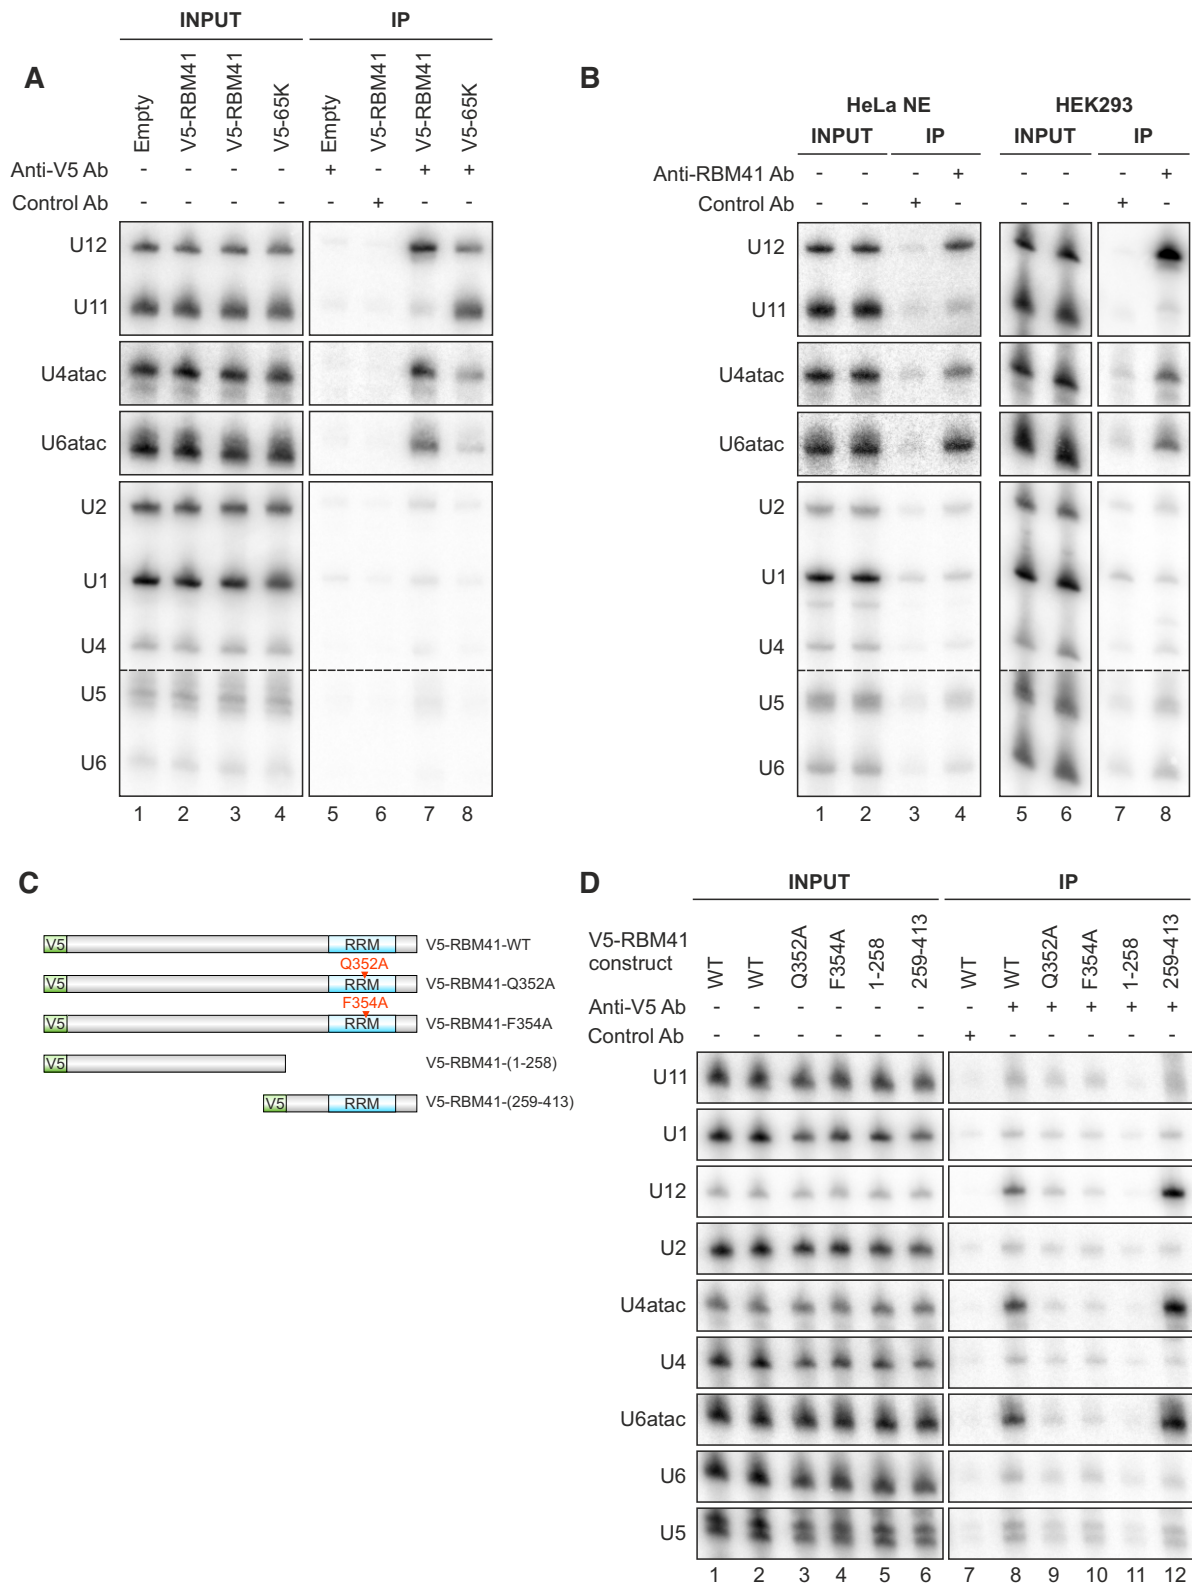 A
INPUT IP
Empty V5-RBM41 V5-RBM41 V5-65K Empty V5-RBM41 V5-RBM41 V5-65K
Anti-V5 Ab - - - - + - + +
Control Ab - - - - - + - -
U12
U11
U4atac
U6atac
U2
U1
U4
U5
U6
1 2 3 4 5 6 7 8
B
HeLa NE HEK293
INPUT IP INPUT IP
Anti-RBM41 Ab - - - + - - - +
Control Ab - - + - - - + -
U12
U11
U4atac
U6atac
U2
U1
U4
U5
U6
1 2 3 4 5 6 7 8
C
V5 RRM V5-RBM41-WT
Q352A
V5 RRM V5-RBM41-Q352A
F354A
V5 RRM V5-RBM41-F354A
V5 V5-RBM41-(1-258)
V5 RRM V5-RBM41-(259-413)
D
INPUT IP
V5-RBM41
construct
WT WT Q352A F354A 1-258 259-413 WT WT Q352A F354A 1-258 259-413
Anti-V5 Ab - - - - - - - + + + + +
Control Ab - - - - - - + - - - - -
U11
U1
U12
U2
U4atac
U4
U6atac
U6
U5
1 2 3 4 5 6 7 8 9 10 11 12